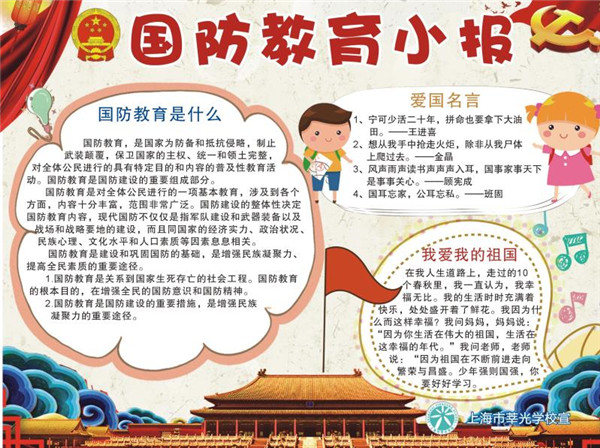 国防教育小报
国防教育是什么
国防教育，是国家为防备和抵抗侵略，制止
武装颠覆，保卫国家的主权、统一和领土完整，
对全体公民进行的具有特定目的和内容的普及性教育活
动。国防教育是国防建设的重要组成部分。
国防教育是对全体公民进行的一项基本教育，涉及到各个
方面，内容十分丰富，范围非常广泛。国防建设的整体性决定
国防教育内容，现代国防不仅仅是指军队建设和武器装备以及
战场和战略要地的建设，而且同国家的经济实力、政治状况、
民族心理、文化水平和人口素质等因素息息相关。
国防教育是建设和巩固国防的基础，是增强民族凝聚力、
提高全民素质的重要途径。
1.国防教育是关系到国家生死存亡的社会工程。国防教育
的根本目的，在增强全民的国防意识和国防精神。
2.国防教育是国防建设的重要措施，是增强民族
凝聚力的重要途径。
爱国名言
1、宁可少活二十年，拼命也要拿下大油
田。——王进喜
2、想从我手中抢走火炬，除非从我尸体
上爬过去。——金晶
3、风声雨声读书声声声入耳，国事家事天下
事事事关心。——顾宪成
4、国耳忘家，公耳忘私。——班固
我爱我的祖国
在我人生道路上，走过的10
个春秋里，我一直认为，我幸
福无比。我的生活时时充满着
快乐，处处盛开着了鲜花。我因为什
么而这样幸福？我问妈妈，妈妈说：
“因为你生活在伟大的祖国，生活在
这幸福的年代。”我问老师，老师
说：“因为祖国在不断前进走向
繁荣与昌盛。少年强则国强，你
要好好学习。
上海市莘光学校宣